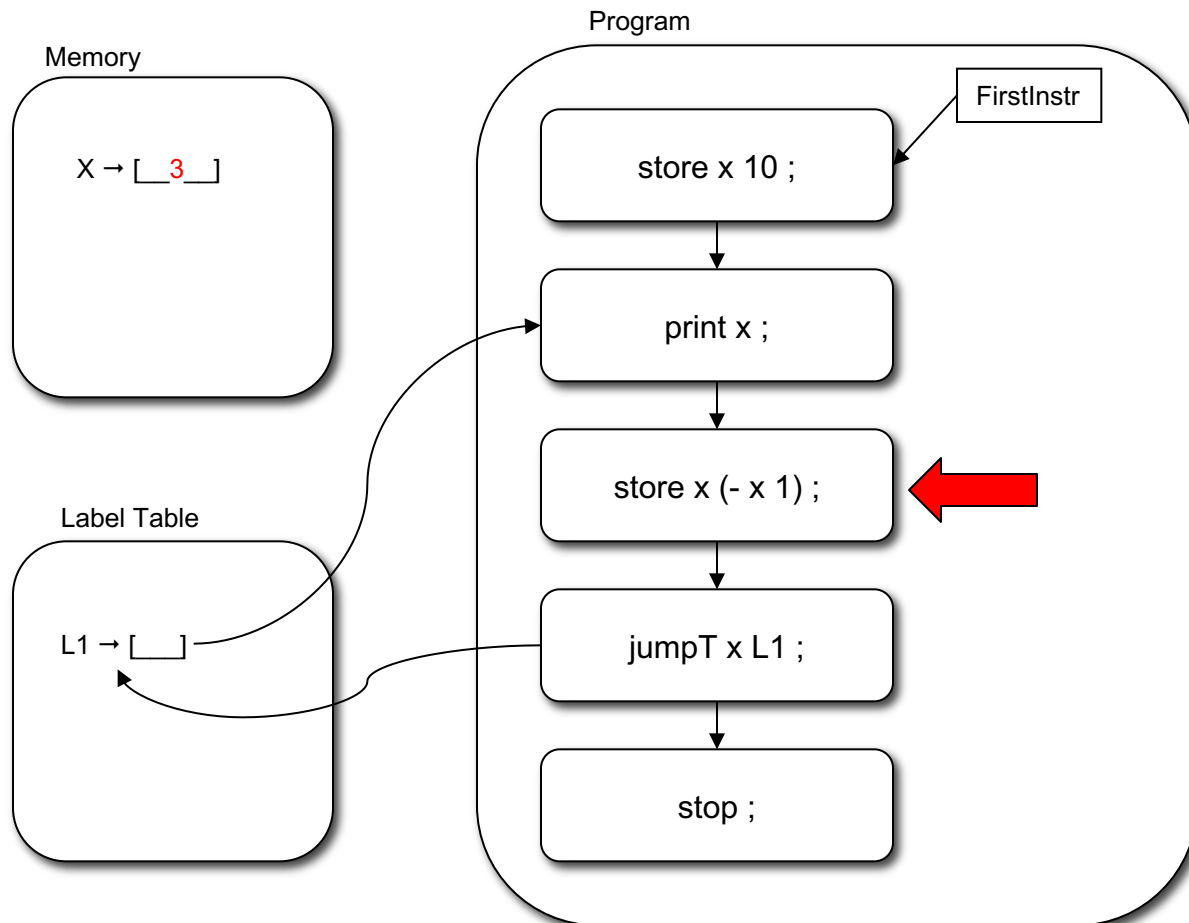 Program
Memory
FirstInstr
X → [__3__]
store x 10 ;
print x ;
store x (- x 1) ;
Label Table
L1 → [___]
jumpT x L1 ;
stop ;